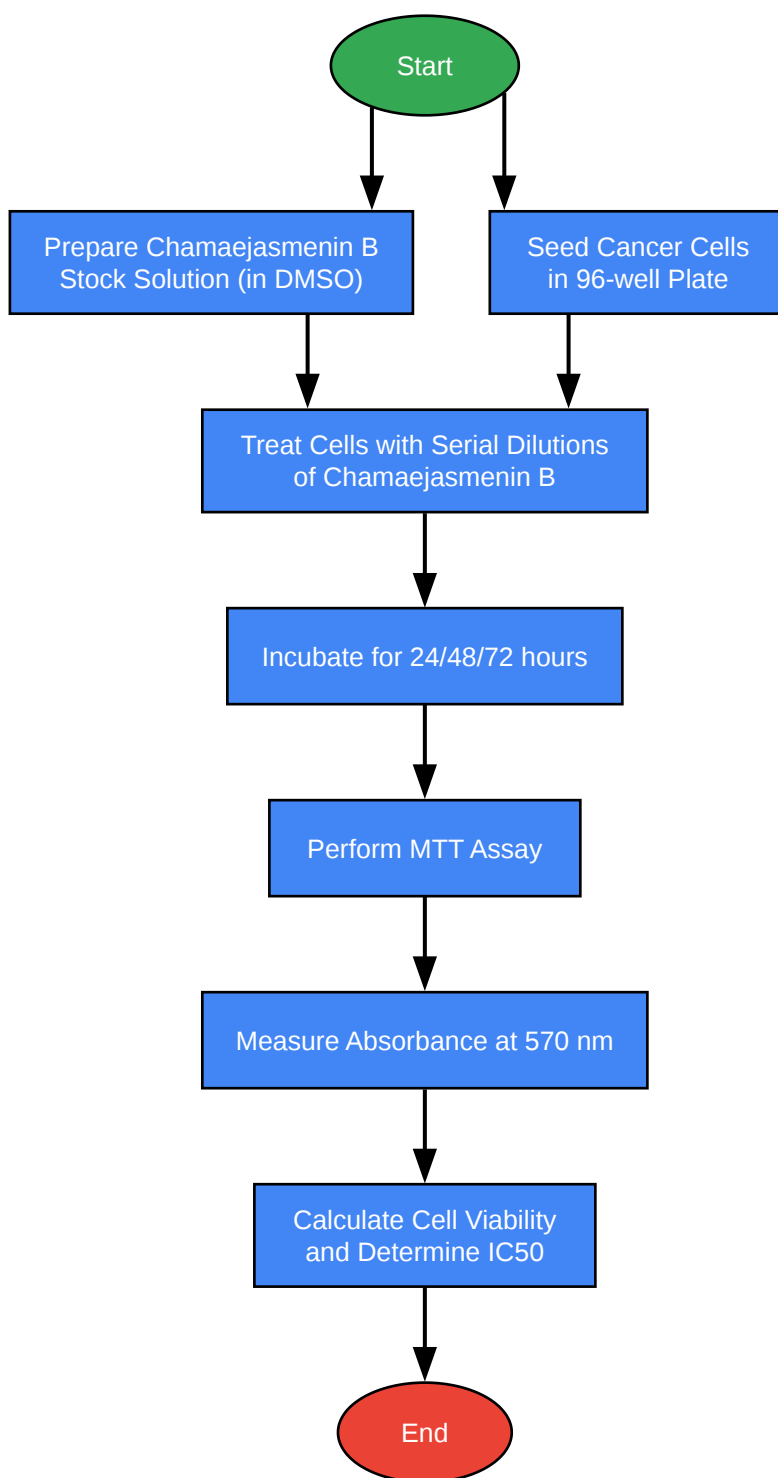 Start
Prepare Chamaejasmenin B
Stock Solution (in DMSO)
Seed Cancer Cells
in 96-well Plate
Treat Cells with Serial Dilutions
of Chamaejasmenin B
Incubate for 24/48/72 hours
Perform MTT Assay
Measure Absorbance at 570 nm
Calculate Cell Viability
and Determine IC50
End